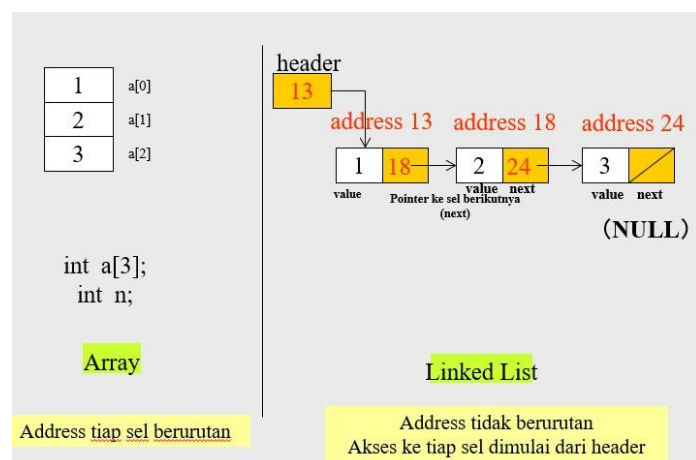 1 a[0]
2 a[1]
3 a[2]
int a[3];
int n;
Array
Address tiap sel berurutan
header
13
address 13 address 18 address 24
1 18 2 24 3
value value next value next
Pointer ke sel berikutnya
(next)
(NULL)
Linked List
Address tidak berurutan
Akses ke tiap sel dimulai dari header